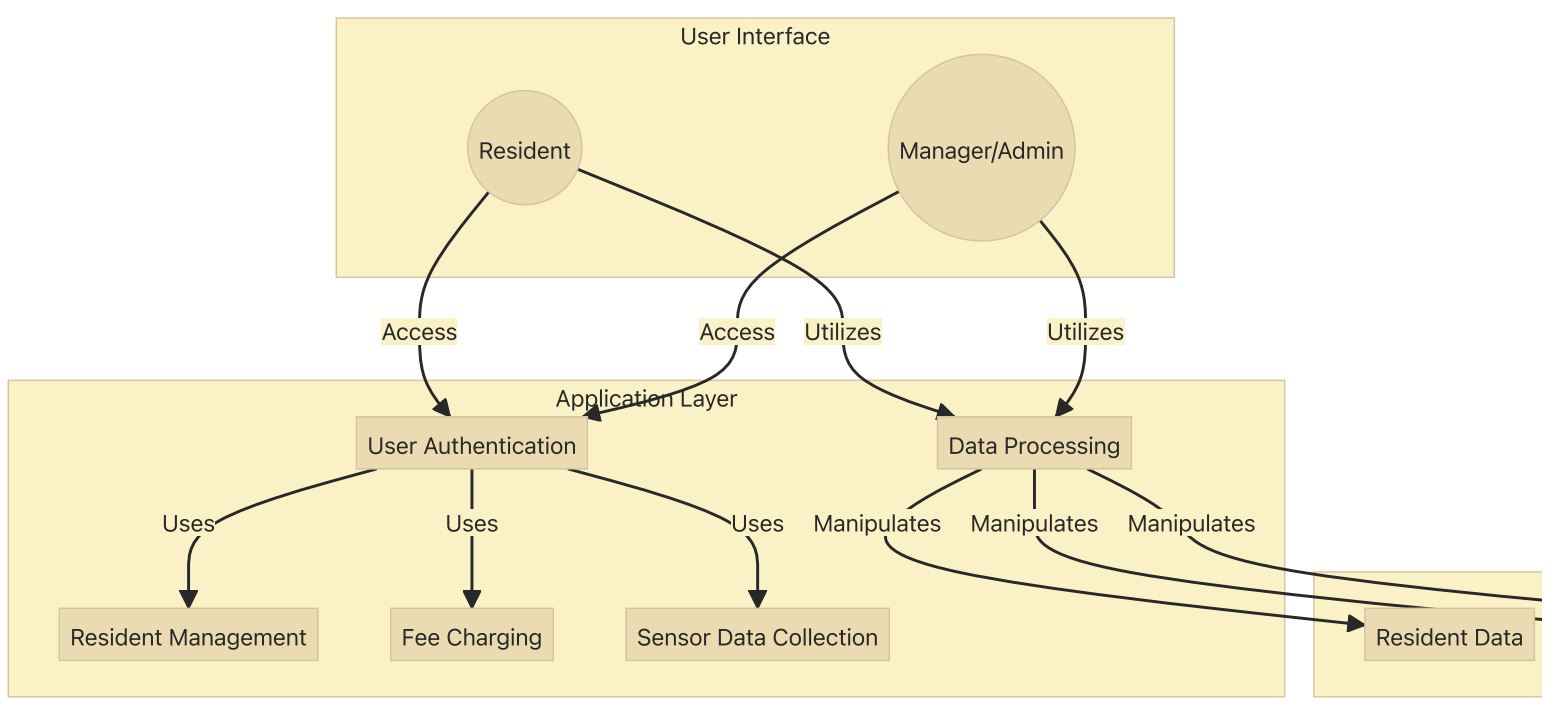 User Interface
Resident
Manager/Admin
Access
Access
Utilizes
Utilizes
Application Layer
User Authentication
Data Processing
Uses
Uses
Uses
Manipulates
Manipulates
Manipulates
Resident Management
Fee Charging
Sensor Data Collection
Resident Data